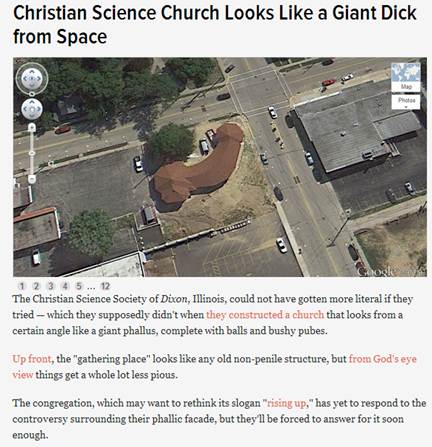 Christian Science Church Looks Like a Giant Dick
from Space
Map
Photos
Google
1 2 3 4 5 ... 12
The Christian Science Society of Dixon, Illinois, could not have gotten more literal if they
tried — which they supposedly didn't when they constructed a church that looks from a
certain angle like a giant phallus, complete with balls and bushy pubes.
Up front, the "gathering place" looks like any old non-penile structure, but from God's eye
view things get a whole lot less pious.
The congregation, which may want to rethink its slogan "rising up," has yet to respond to the
controversy surrounding their phallic facade, but they'll be forced to answer for it soon
enough.